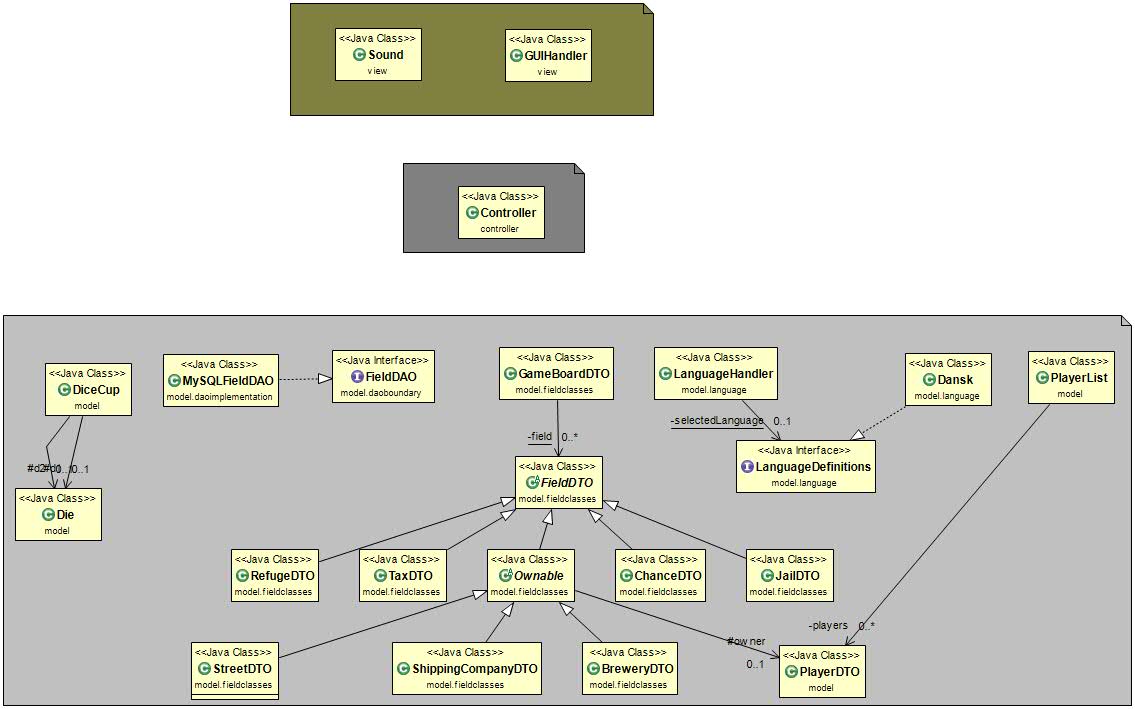 <<Java Class>>
Sound
view
<<Java Class>>
GUIHandler
view
<<Java Class>>
Controller
controller
<<Java Class>>
DiceCup
model
<<Java Class>>
MySQLFieldDAO
model.daoimplementation
<<Java Interface>>
FieldDAO
model.daoboundary
<<Java Class>>
GameBoardDTO
model.fieldclasses
<<Java Class>>
LanguageHandler
model.language
<<Java Class>>
Dansk
model.language
<<Java Class>>
PlayerList
model
-selectedLanguage 0..1
-field 0..*
<<Java Interface>>
LanguageDefinitions
model.language
<<Java Class>>
FieldDTO
model.fieldclasses
0..1
<<Java Class>>
Die
model
<<Java Class>>
RefugeDTO
model.fieldclasses
<<Java Class>>
TaxDTO
model.fieldclasses
<<Java Class>>
Ownable
model.fieldclasses
<<Java Class>>
ChanceDTO
model.fieldclasses
<<Java Class>>
JailDTO
model.fieldclasses
-players 0..*
#owner
0..1
<<Java Class>>
StreetDTO
model.fieldclasses
<<Java Class>>
ShippingCompanyDTO
model.fieldclasses
<<Java Class>>
BreweryDTO
model.fieldclasses
<<Java Class>>
PlayerDTO
model